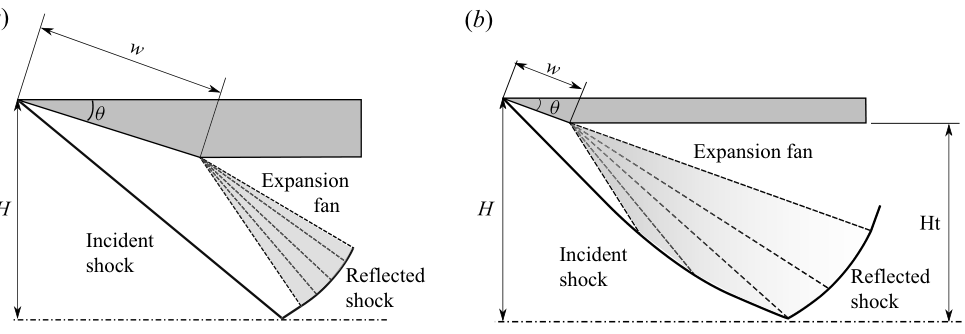 )
w
θ
H
Expansion
fan
Incident
shock
Reflected
shock
(b)
w
θ
H
Expansion fan
Incident
shock
Reflected
shock
Ht